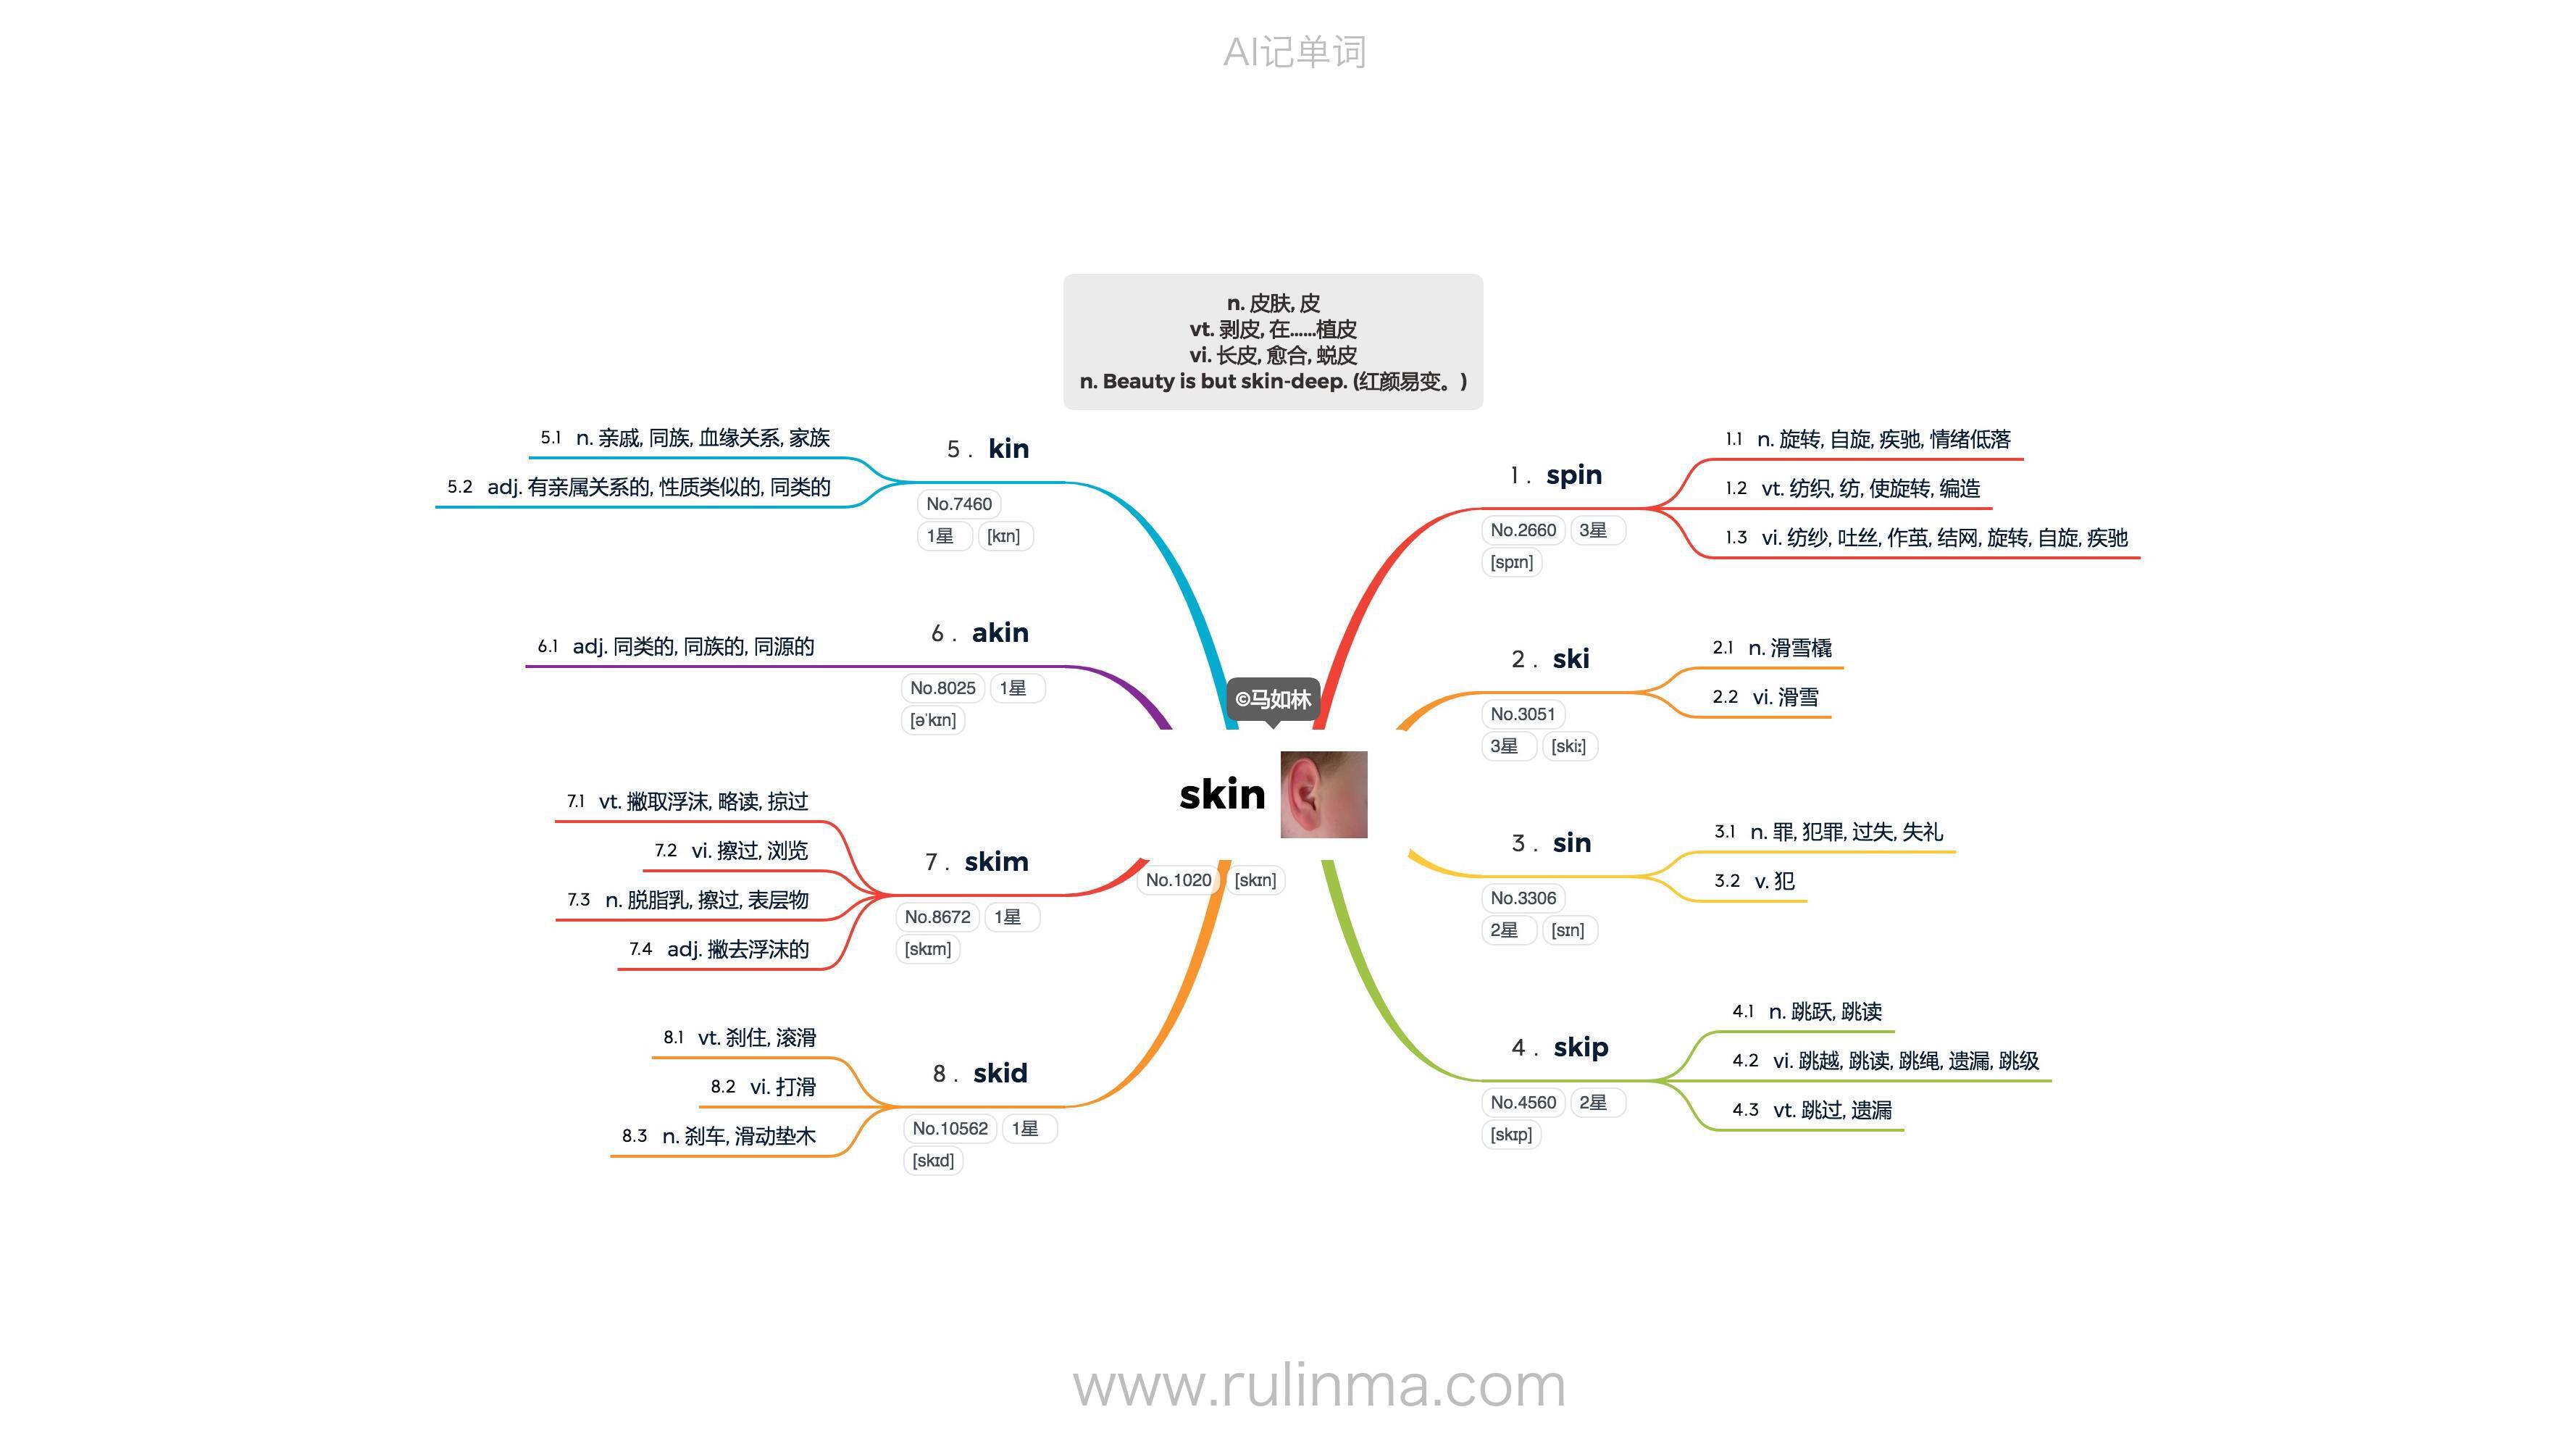 AI记单词
n. 皮肤, 皮
vt. 剥皮, 在......植皮
vi. 长皮, 愈合, 蜕皮
n. Beauty is but skin-deep. (红颜易变。)
©马如林
skin
No.1020 [skɪn]
1. spin
No.2660 3星
[spɪn]
1.1 n. 旋转, 自旋, 疾驰, 情绪低落
1.2 vt. 纺织, 纺, 使旋转, 编造
1.3 vi. 纺纱, 吐丝, 作茧, 结网, 旋转, 自旋, 疾驰
2. ski
No.3051
3星 [skiː]
2.1 n. 滑雪橇
2.2 vi. 滑雪
3. sin
No.3306
2星 [sɪn]
3.1 n. 罪, 犯罪, 过失, 失礼
3.2 v. 犯
4. skip
No.4560 2星
[skɪp]
4.1 n. 跳跃, 跳读
4.2 vi. 跳越, 跳读, 跳绳, 遗漏, 跳级
4.3 vt. 跳过, 遗漏
5. kin
No.7460
1星 [kɪn]
5.1 n. 亲戚, 同族, 血缘关系, 家族
5.2 adj. 有亲属关系的, 性质类似的, 同类的
6. akin
No.8025 1星
[əˈkɪn]
6.1 adj. 同类的, 同族的, 同源的
7. skim
No.8672 1星
[skɪm]
7.1 vt. 撇取浮沫, 略读, 掠过
7.2 vi. 擦过, 浏览
7.3 n. 脱脂乳, 擦过, 表层物
7.4 adj. 撇去浮沫的
8. skid
No.10562 1星
[skɪd]
8.1 vt. 刹住, 滚滑
8.2 vi. 打滑
8.3 n. 刹车, 滑动垫木
www.rulinma.com